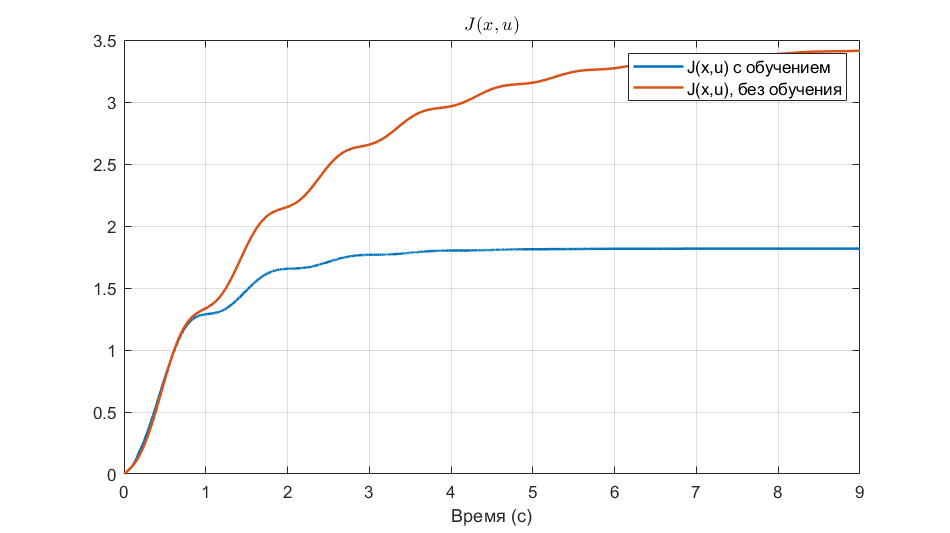 J(x, u)
3.5
3
2.5
2
1.5
1
0.5
0
J(x,u) с обучением
J(x,u), без обучения
0 1 2 3 4 5 6 7 8 9
Время (с)